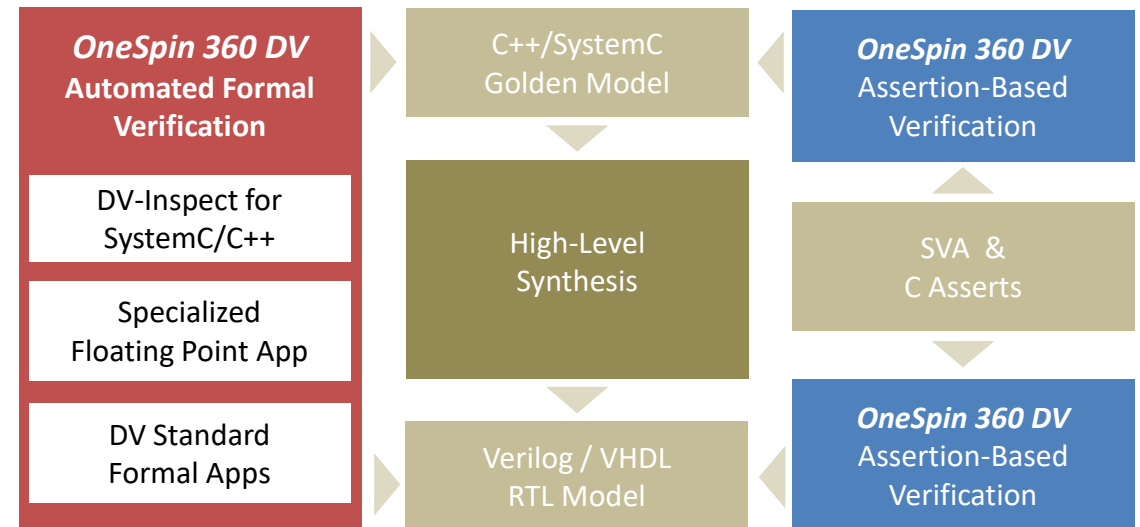 OneSpin 360 DV
Automated Formal
Verification
DV-Inspect for
SystemC/C++
Specialized
Floating Point App
DV Standard
Formal Apps
C++/SystemC
Golden Model
High-Level
Synthesis
Verilog / VHDL
RTL Model
OneSpin 360 DV
Assertion-Based
Verification
SVA & 
C Asserts
OneSpin 360 DV
Assertion-Based
Verification